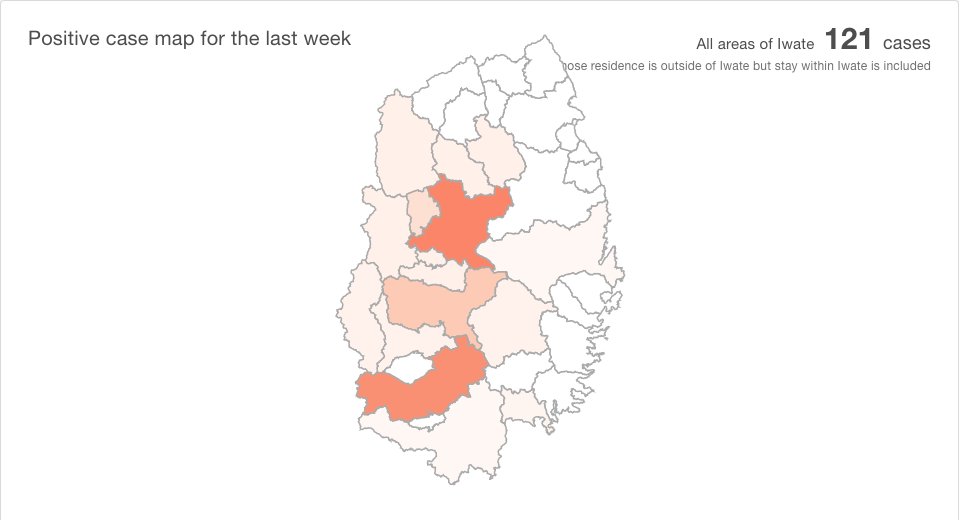 Positive case map for the last week
All areas of Iwate 121 cases
residence is outside of Iwate but stay within Iwate is included